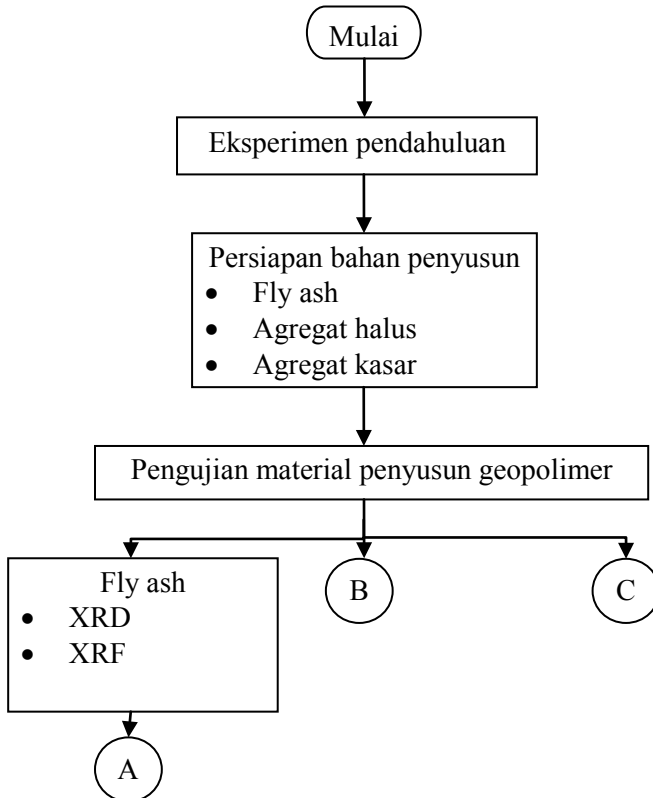 Mulai
Eksperimen pendahuluan
Persiapan bahan penyusun
• Fly ash
• Agregat halus
• Agregat kasar
Pengujian material penyusun geopolimer
Fly ash
• XRD
• XRF
B
C
A